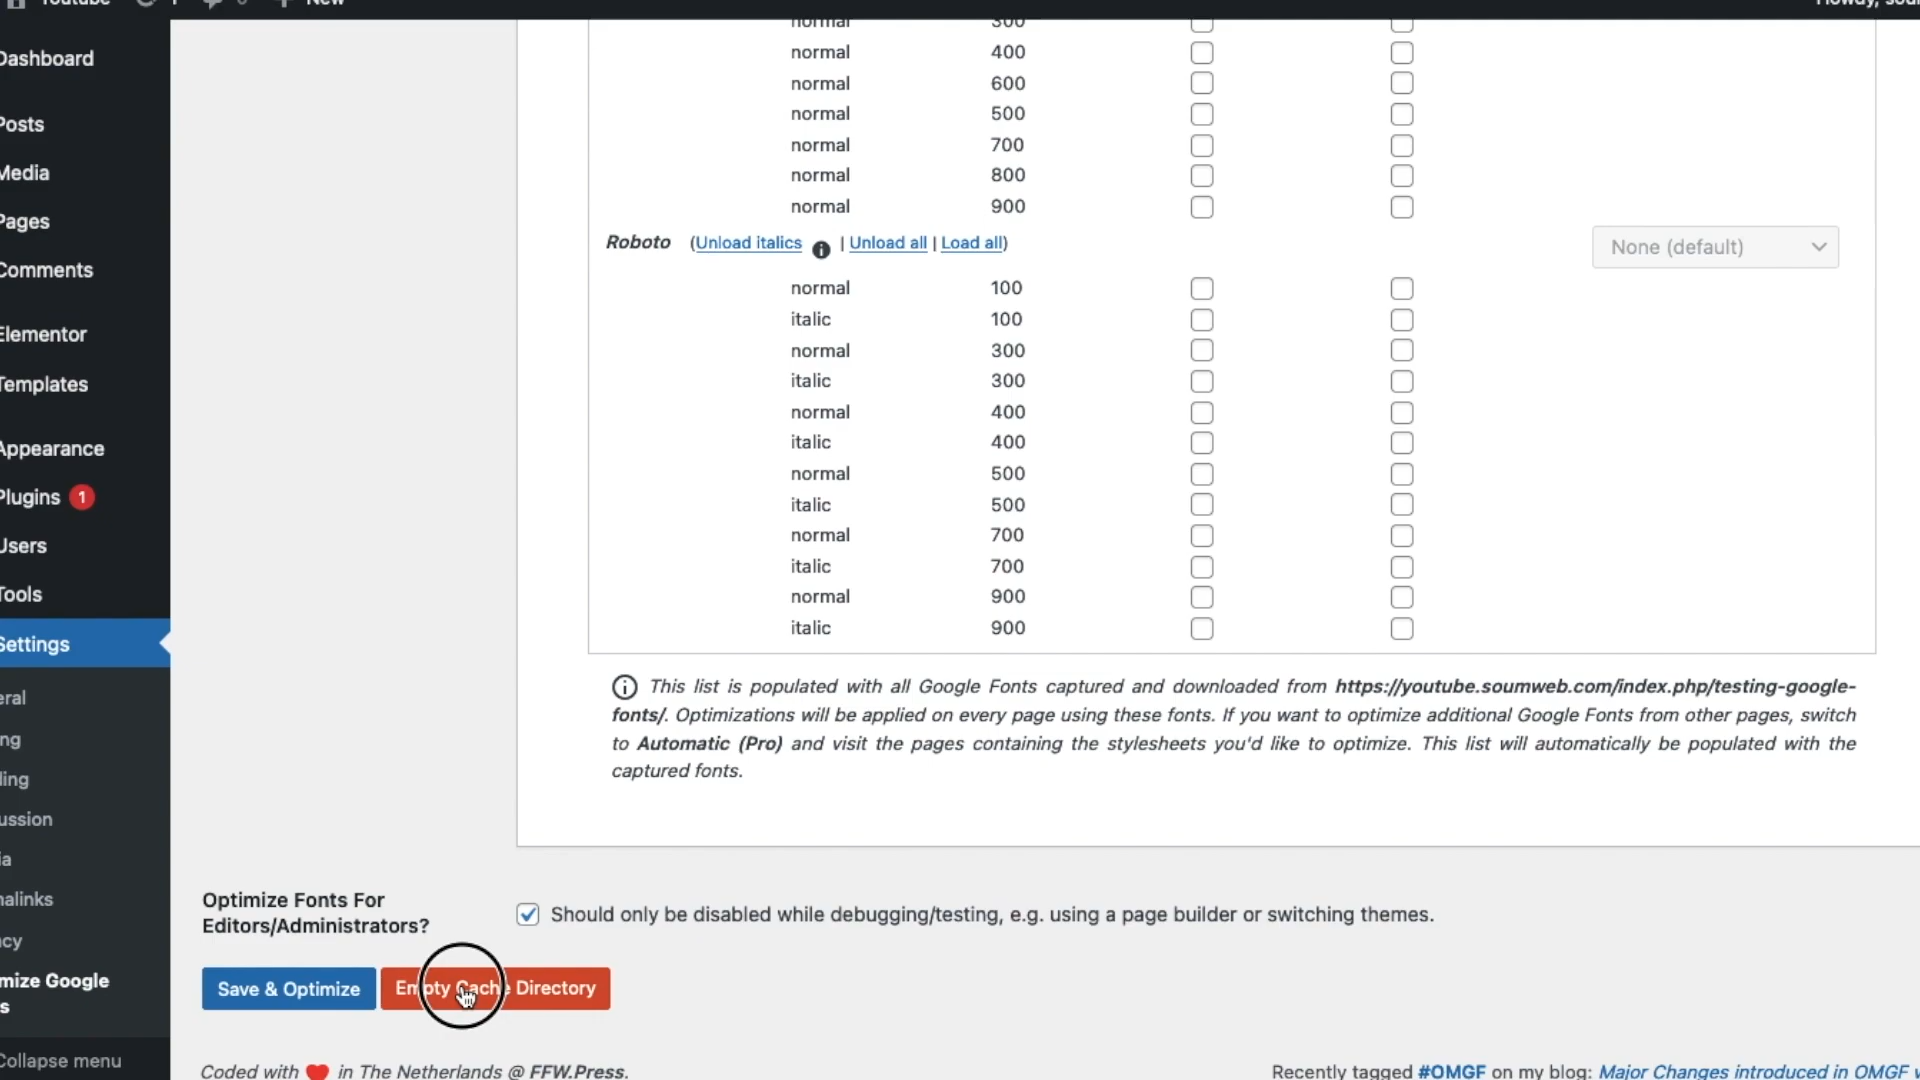 Youtube 1 0 New
Dashboard
Posts
Media
Pages
Comments
Elementor
Templates
Appearance
Plugins 1
Users
Tools
Settings
eral
ng
ling
ussion
ia
nalinks
cy
mize Google
s
Collapse menu
normal 300
normal 400
normal 600
normal 500
normal 700
normal 800
normal 900
Roboto (Unload italics | Unload all | Load all) None (default)
normal 100
italic 100
normal 300
italic 300
normal 400
italic 400
normal 500
italic 500
normal 700
italic 700
normal 900
italic 900
This list is populated with all Google Fonts captured and downloaded from https://youtube.soumweb.com/index.php/testing-google-
fonts/. Optimizations will be applied on every page using these fonts. If you want to optimize additional Google Fonts from other pages, switch
to Automatic (Pro) and visit the pages containing the stylesheets you'd like to optimize. This list will automatically be populated with the
captured fonts.
Optimize Fonts For
Editors/Administrators?
Should only be disabled while debugging/testing, e.g. using a page builder or switching themes.
Save & Optimize Empty Cache Directory
Coded with in The Netherlands @ FFW.Press.
Recently tagged #OMGF on my blog: Major Changes introduced in OMGF v